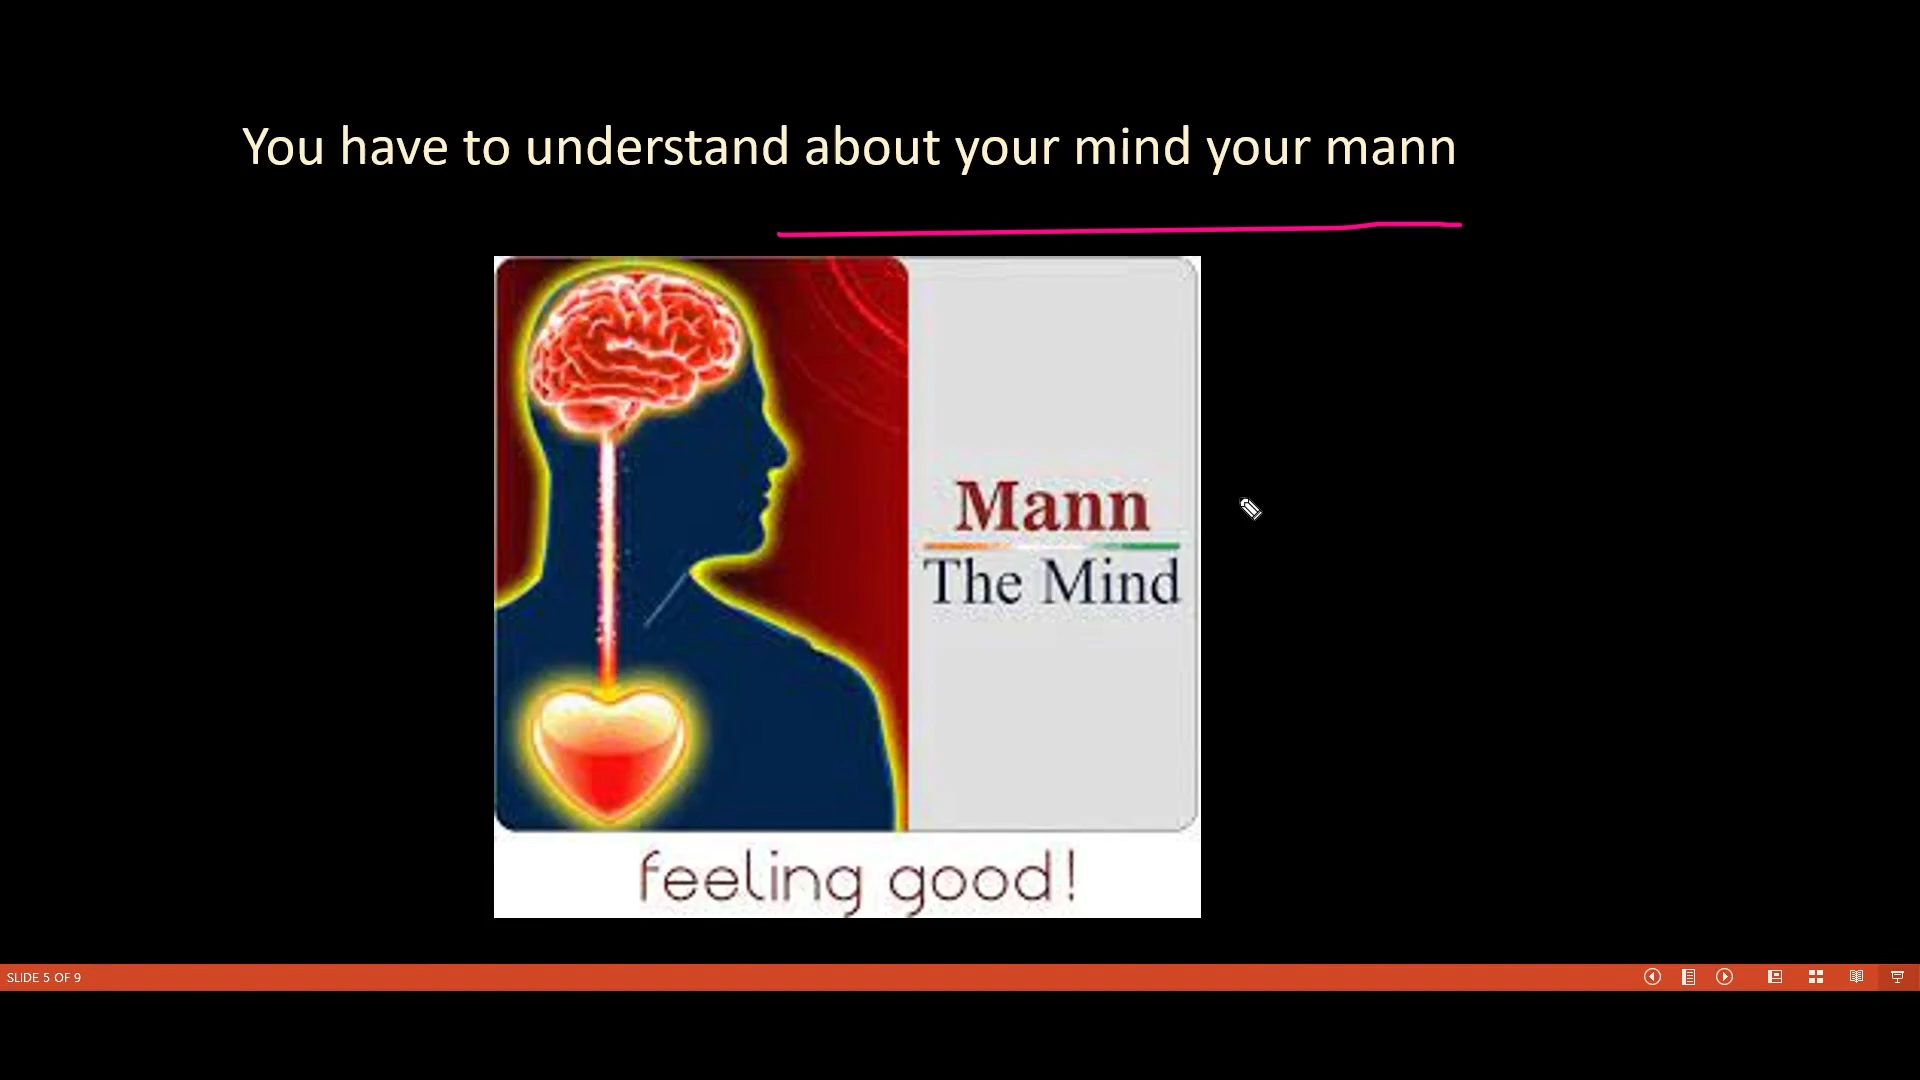 You have to understand about your mind your mann
Mann
The Mind
feeling good!
SLIDE 5 OF 9